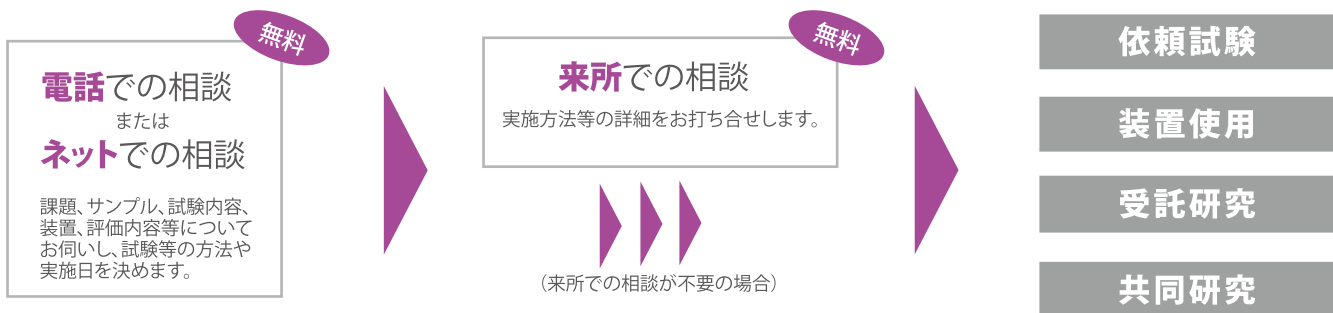 無料
電話での相談
または
ネットでの相談
課題、サンプル、試験内容、
装置、評価内容等について
お伺いし、試験等の方法や
実施日を決めます。
無料
来所での相談
実施方法等の詳細をお打ち合せします。
（来所での相談が不要の場合）
依頼試験
装置使用
受託研究
共同研究